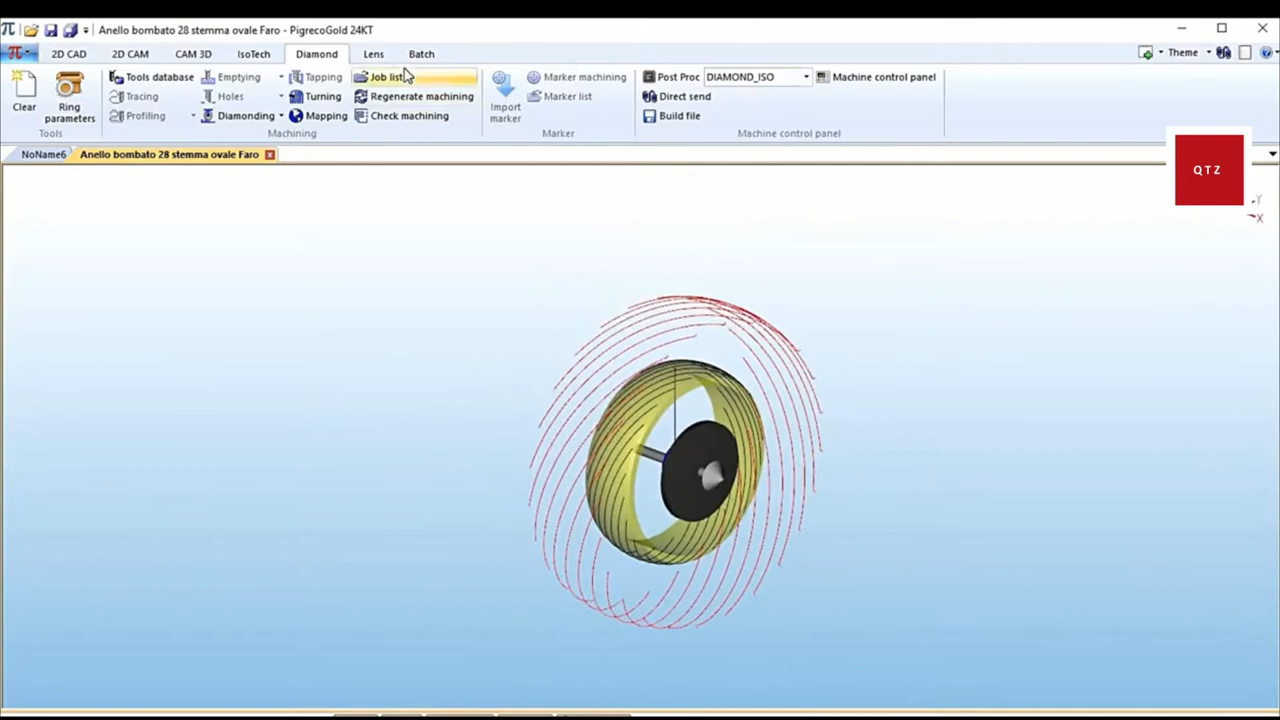 Anello bombato 28 stemma ovale Faro - PigrecoGold 24KT
2D CAD 2D CAM CAM 3D IsoTech Diamond Lens Batch Theme
Clear
Ring parameters
Tools
Tools database Emptying Tapping Job list
Tracing Holes Turning Regenerate machining
Profiling Diamonding Mapping Check machining
Machining
Import marker
Marker machining
Marker list
Marker
Post Proc DIAMOND_ISO Machine control panel
Direct send
Build file
Machine control panel
NoName6 Anello bombato 28 stemma ovale Faro
QTZ
Y
X